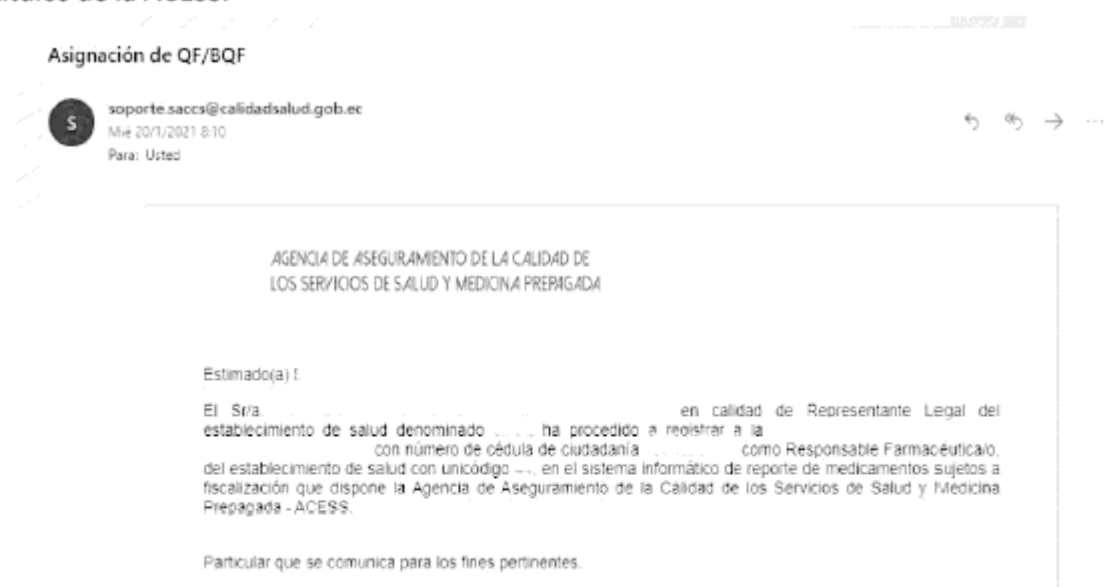 de la ACESS.
Asignación de QF/BQF
S
soporte.saccs@calidadsalud.gob.ec
Mié 20/1/2021 8:10
Para: Usted
AGENCIA DE ASEGURAMIENTO DE LA CALIDAD DE
LOS SERVICIOS DE SALUD Y MEDICINA PREPAGADA
Estimado(a)
El Sr/a. en calidad de Representante Legal del
establecimiento de salud denominado ha procedido a registrar a la
con número de cédula de ciudadanía como Responsable Farmacéutica/o,
del establecimiento de salud con unicódigo en el sistema informático de reporte de medicamentos sujetos a
fiscalización que dispone la Agencia de Aseguramiento de la Calidad de los Servicios de Salud y Medicina
Prepagada - ACESS.
Particular que se comunica para los fines pertinentes.